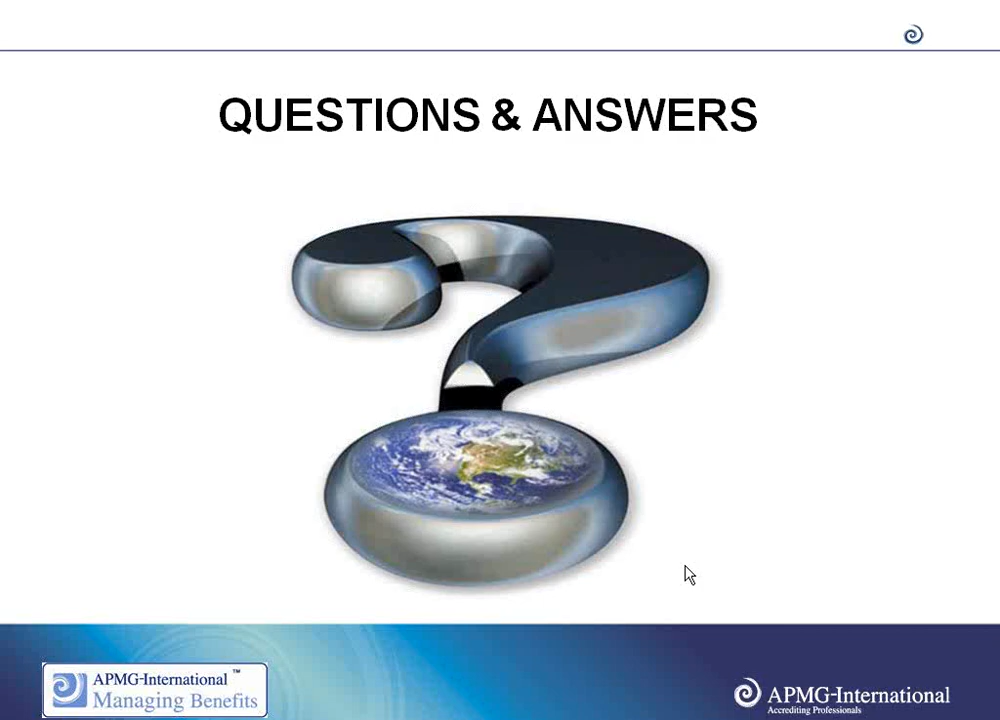 QUESTIONS & ANSWERS
APMG-International™
Managing Benefits
APMG-International
Accrediting Professionals